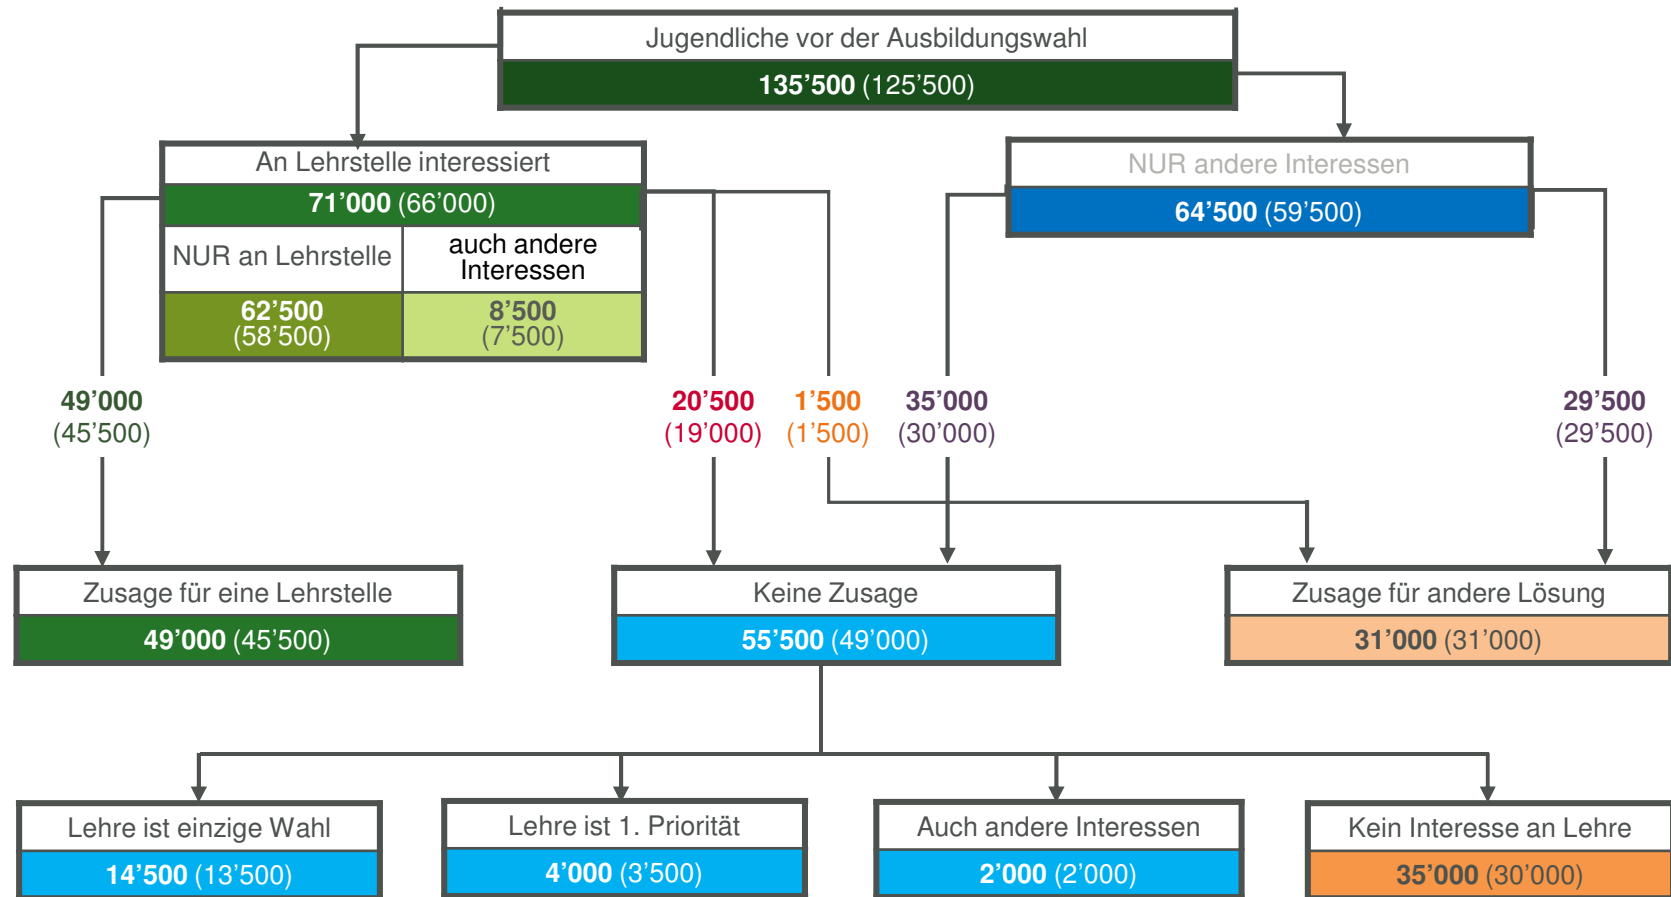 Jugendliche vor der Ausbildungswahl
135’500 (125’500)
An Lehrstelle interessiert
71’000 (66’000)
NUR an Lehrstelle
auch andere
Interessen
62’500
(58’500)
8’500
(7’500)
NUR andere Interessen
64’500 (59’500)
49’000
(45’500)
20’500
(19’000)
1’500
(1’500)
35’000
(30’000)
29’500
(29’500)
Zusage für eine Lehrstelle
49’000 (45’500)
Keine Zusage
55’500 (49’000)
Zusage für andere Lösung
31’000 (31’000)
Lehre ist einzige Wahl
14’500 (13’500)
Lehre ist 1. Priorität
4’000 (3’500)
Auch andere Interessen
2’000 (2’000)
Kein Interesse an Lehre
35’000 (30’000)